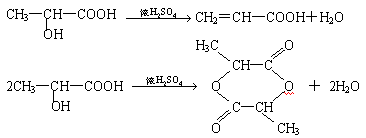 CH₃—CH—COOH 浓H₂SO₄ CH₂=CH—COOH+H₂O
OH
H₃C O
CH—C
2CH₃—CH—COOH 浓H₂SO₄ O O + 2H₂O
OH
C—CH
O CH₃